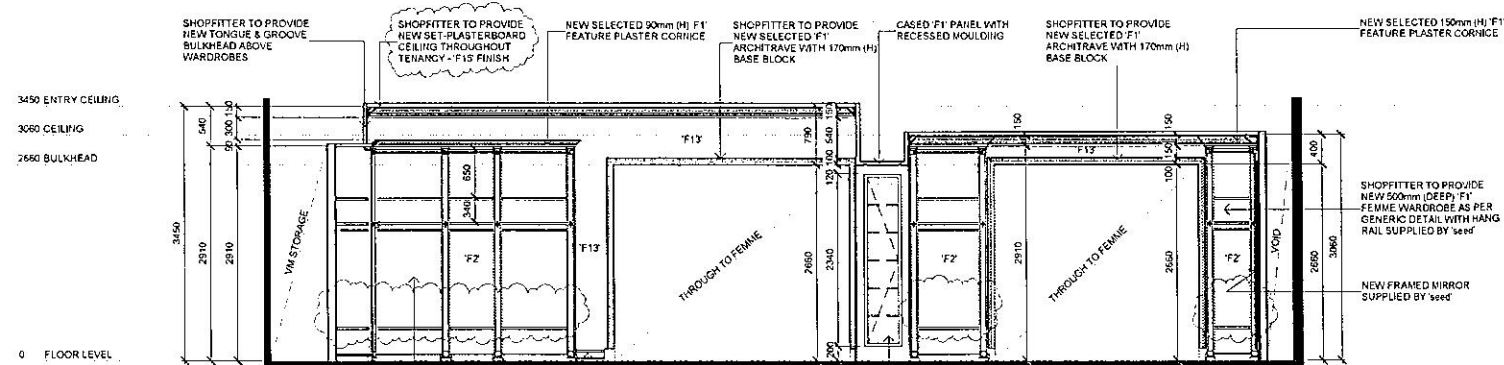 SHOPFITTER TO PROVIDE
NEW TONGUE & GROOVE
BULKHEAD ABOVE
WARDROBES
SHOPFITTER TO PROVIDE
NEW SET-PLASTERBOARD
CEILING THROUGHOUT
TENANCY - 'F15' FINISH
NEW SELECTED 90mm (H) 'F1'
FEATURE PLASTER CORNICE
SHOPFITTER TO PROVIDE
NEW SELECTED 'F1'
ARCHITRAVE WITH 170mm (H)
BASE BLOCK
CASED 'F1' PANEL WITH
RECESSED MOULDING
SHOPFITTER TO PROVIDE
NEW SELECTED 'F1'
ARCHITRAVE WITH 170mm (H)
BASE BLOCK
NEW SELECTED 150mm (H) 'F1'
FEATURE PLASTER CORNICE
3450 ENTRY CEILING
3060 CEILING
2660 BULKHEAD
0 FLOOR LEVEL
3450
540
2910
150
300
90
2910
VM STORAGE
650
340
'F2'
'F13'
'F13'
THROUGH TO FEMME
150
790
540
100
120
2660
2340
200
'F2'
150
2910
'F13'
THROUGH TO FEMME
150
150
100
2660
'F2'
VOID
400
2660
3060
SHOPFITTER TO PROVIDE
NEW 500mm (DEEP) 'F1'
FEMME WARDROBE AS PER
GENERIC DETAIL WITH HANG
RAIL SUPPLIED BY 'seed'
NEW FRAMED MIRROR
SUPPLIED BY 'seed'